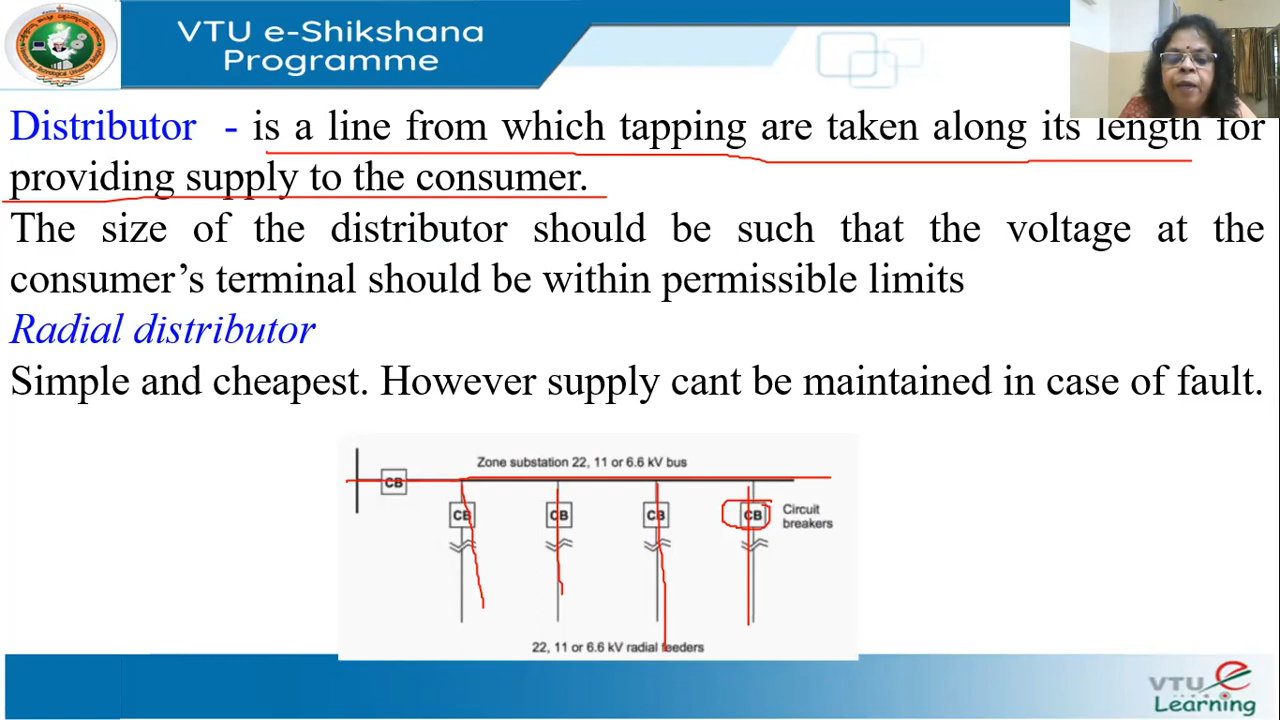 VTU e-Shikshana
Programme
Distributor - is a line from which tapping are taken along its length for
providing supply to the consumer.
The size of the distributor should be such that the voltage at the
consumer’s terminal should be within permissible limits
Radial distributor
Simple and cheapest. However supply cant be maintained in case of fault.
Zone substation 22, 11 or 6.6 kV bus
CB
CB CB CB CB Circuit
breakers
22, 11 or 6.6 kV radial feeders
VTU e
Learning